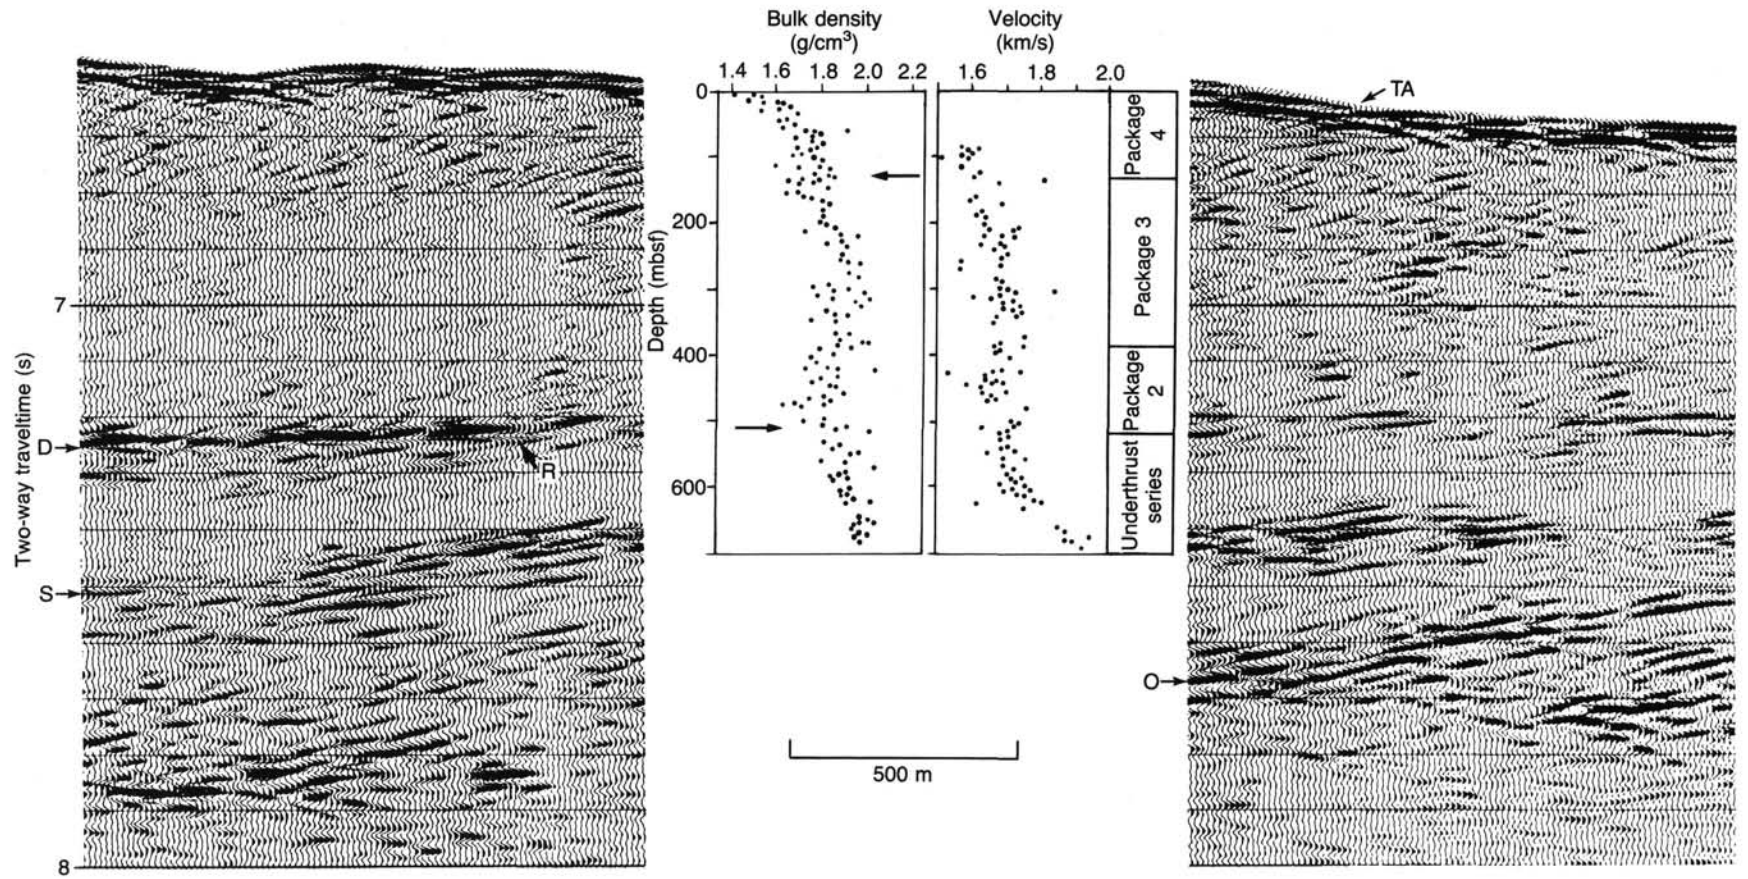 Bulk density
(g/cm³)
1.4 1.6 1.8 2.0 2.2
Velocity
(km/s)
1.6 1.8 2.0
TA
0
200
400
600
Depth (mbsf)
Package
4
Package 3
Package
2
Underthrust
series
Two-way traveltime (s)
7
D
R
S
8
O
500 m